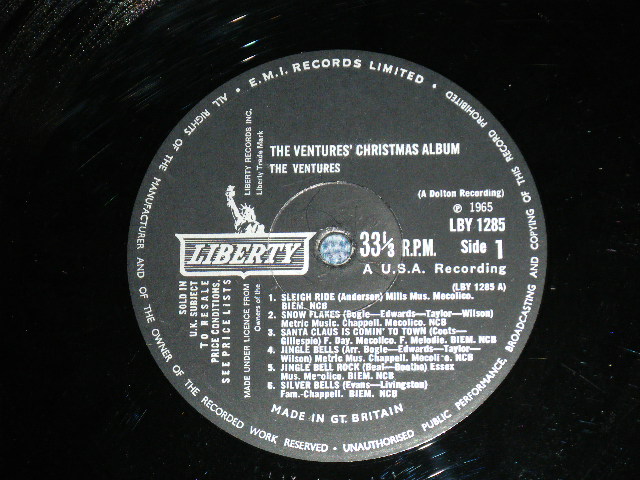 ALL RIGHTS OF THE MANUFACTURER AND OF THE OWNER OF THE RECORDED WORK RESERVED • UNAUTHORISED PUBLIC PERFORMANCE, BROADCASTING AND COPYING OF THIS RECORD PROHIBITED
• E.M.I. RECORDS LIMITED •
LIBERTY RECORDS INC.
Liberty Trade Mark
THE VENTURES' CHRISTMAS ALBUM
THE VENTURES
(A Dolton Recording)
℗ 1965
LBY 1285
LIBERTY
33⅓ R.P.M.
Side 1
A U.S.A. Recording
(LBY 1285 A)
SOLD IN
U.K. SUBJECT
TO RESALE
PRICE CONDITIONS,
SEE PRICE LISTS
MADE UNDER LICENCE FROM
Owners of the
1. SLEIGH RIDE (Anderson) Mills Mus. Mecolico.
BIEM. NCB
2. SNOW FLAKES (Bogle—Edwards—Taylor—Wilson)
Metric Music. Chappell. Mecolico. NCB
3. SANTA CLAUS IS COMIN' TO TOWN (Coots—
Gillespie) F. Day. Mecolico. F. Melodie. BIEM. NCB
4. JINGLE BELLS (Arr. Bogle—Edwards—Taylor—
Wilson) Metric Mus. Chappell. Mecolico. NCB
5. JINGLE BELL ROCK (Beal—Boothe) Essex
Mus. Mecolico. BIEM. NCB
6. SILVER BELLS (Evans—Livingston)
Fam.-Chappell. BIEM. NCB
MADE IN GT. BRITAIN